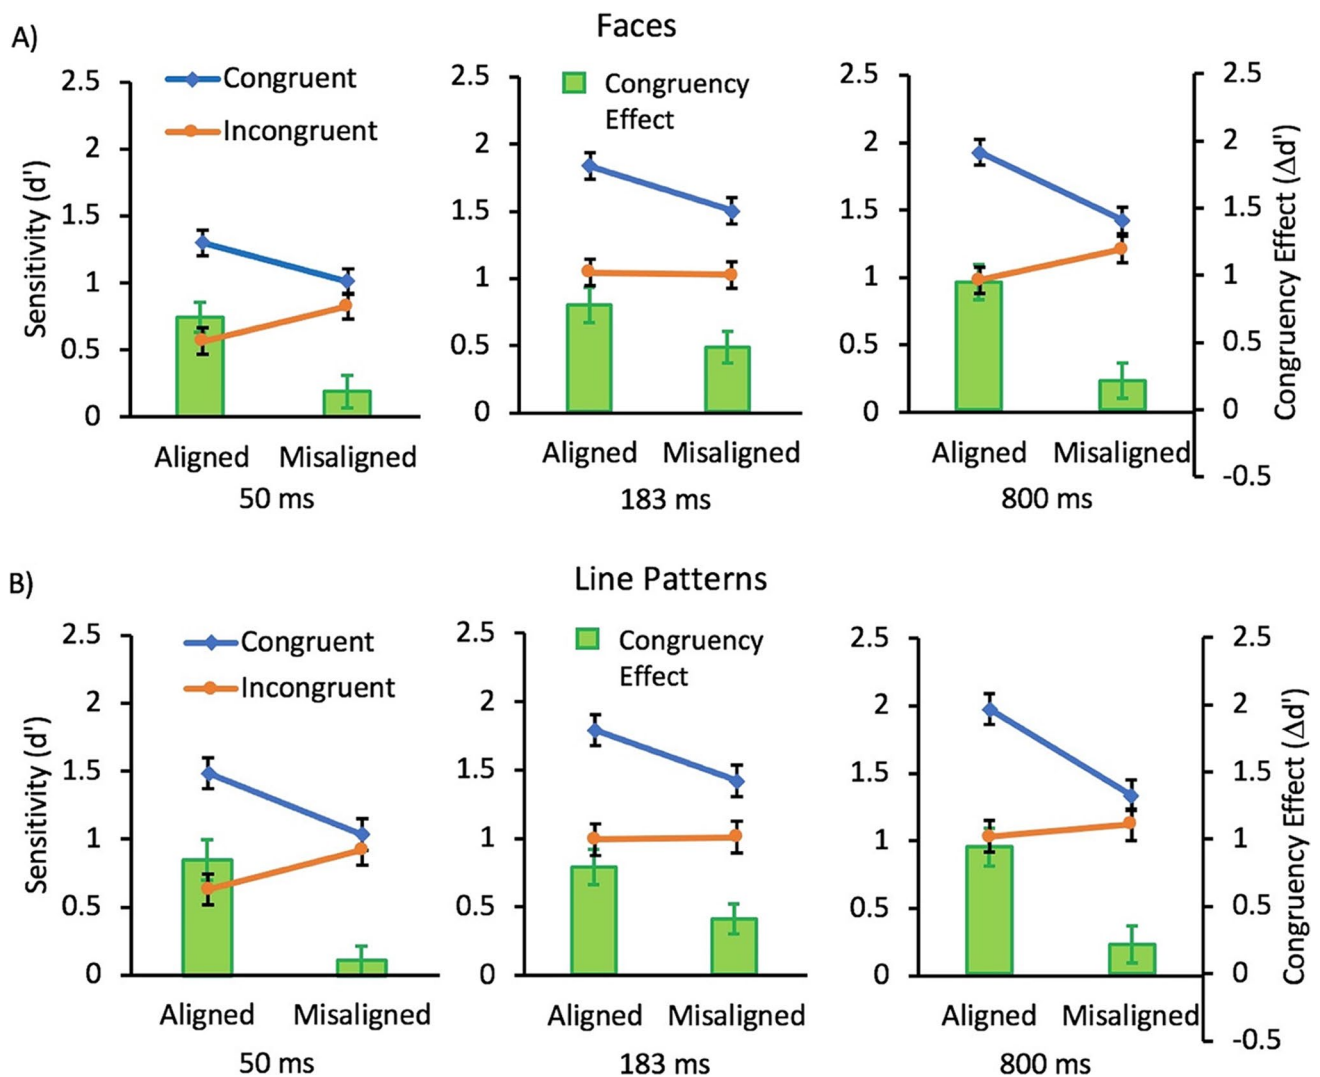 A)
Faces
Congruent
Incongruent
Congruency
Effect
2.5
2
1.5
1
0.5
0
Sensitivity (d')
Aligned Misaligned
50 ms
2.5
2
1.5
1
0.5
0
Aligned Misaligned
183 ms
2.5
2
1.5
1
0.5
0
Aligned Misaligned
800 ms
2.5
2
1.5
1
0.5
0
-0.5
Congruency Effect (Δd')
B)
Line Patterns
Congruent
Incongruent
Congruency
Effect
2.5
2
1.5
1
0.5
0
Sensitivity (d')
Aligned Misaligned
50 ms
2.5
2
1.5
1
0.5
0
Aligned Misaligned
183 ms
2.5
2
1.5
1
0.5
0
Aligned Misaligned
800 ms
2.5
2
1.5
1
0.5
0
-0.5
Congruency Effect (Δd')